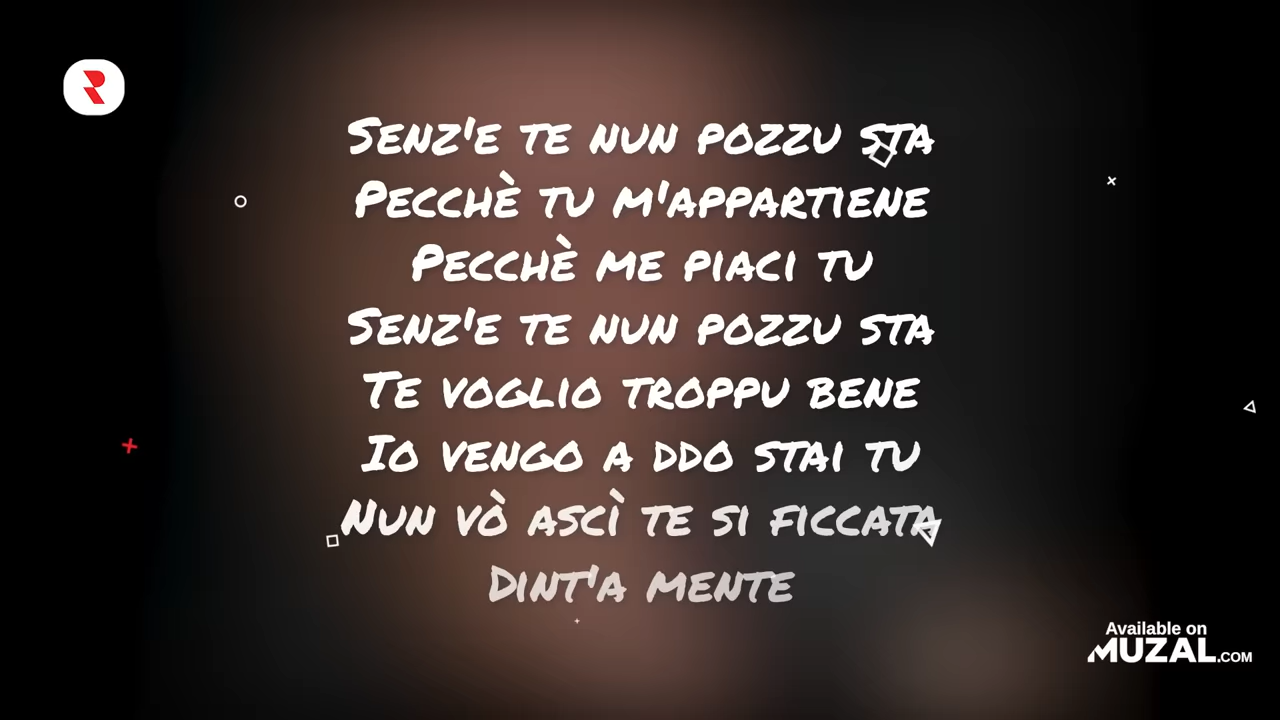 Senz'e te nun pozzu sta
Pecchè tu m'appartiene
Pecchè me piaci tu
Senz'e te nun pozzu sta
Te voglio troppu bene
Io vengo a ddo stai tu
Nun vò ascì te si ficcata
Dint'a mente
Available on
MUZAL.COM